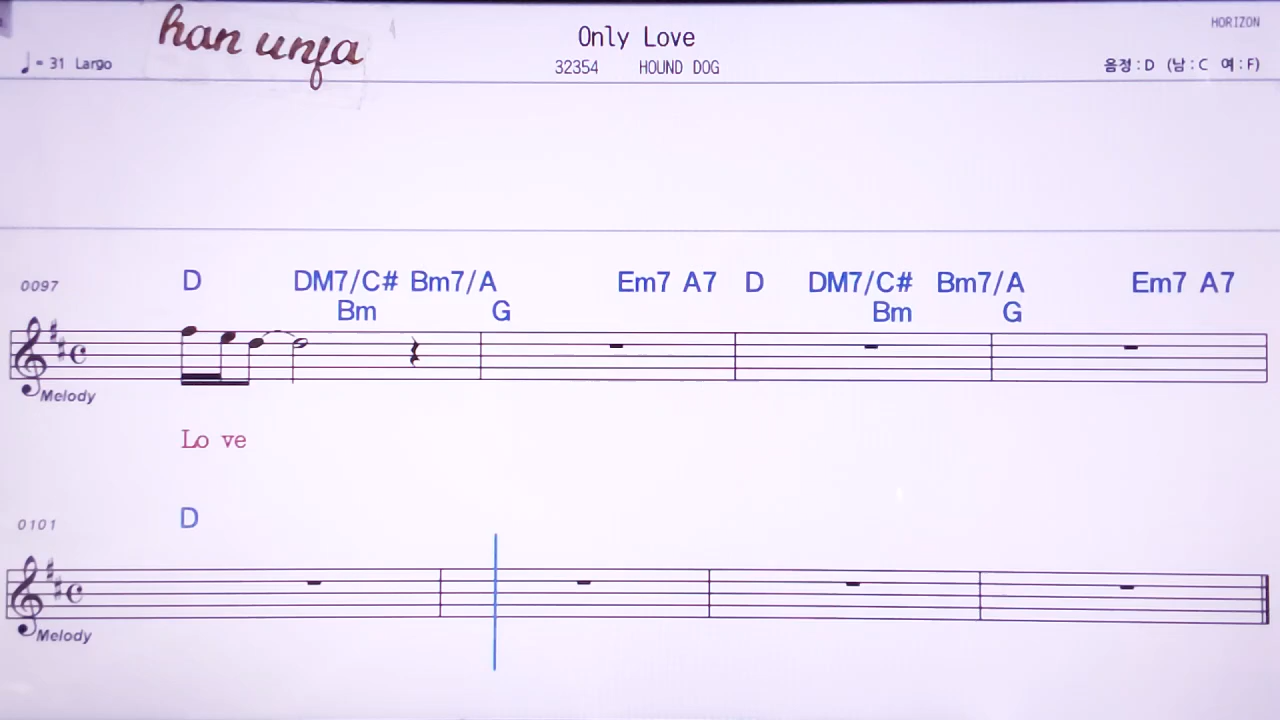 han unfa
Only Love
HORIZON
♩= 31 Largo
32354 HOUND DOG
음정:D (남:C 여:F)
0097
D DM7/C# Bm7/A Em7 A7 D DM7/C# Bm7/A Em7 A7
Bm G Bm G
Melody
Lo ve
0101
D
Melody